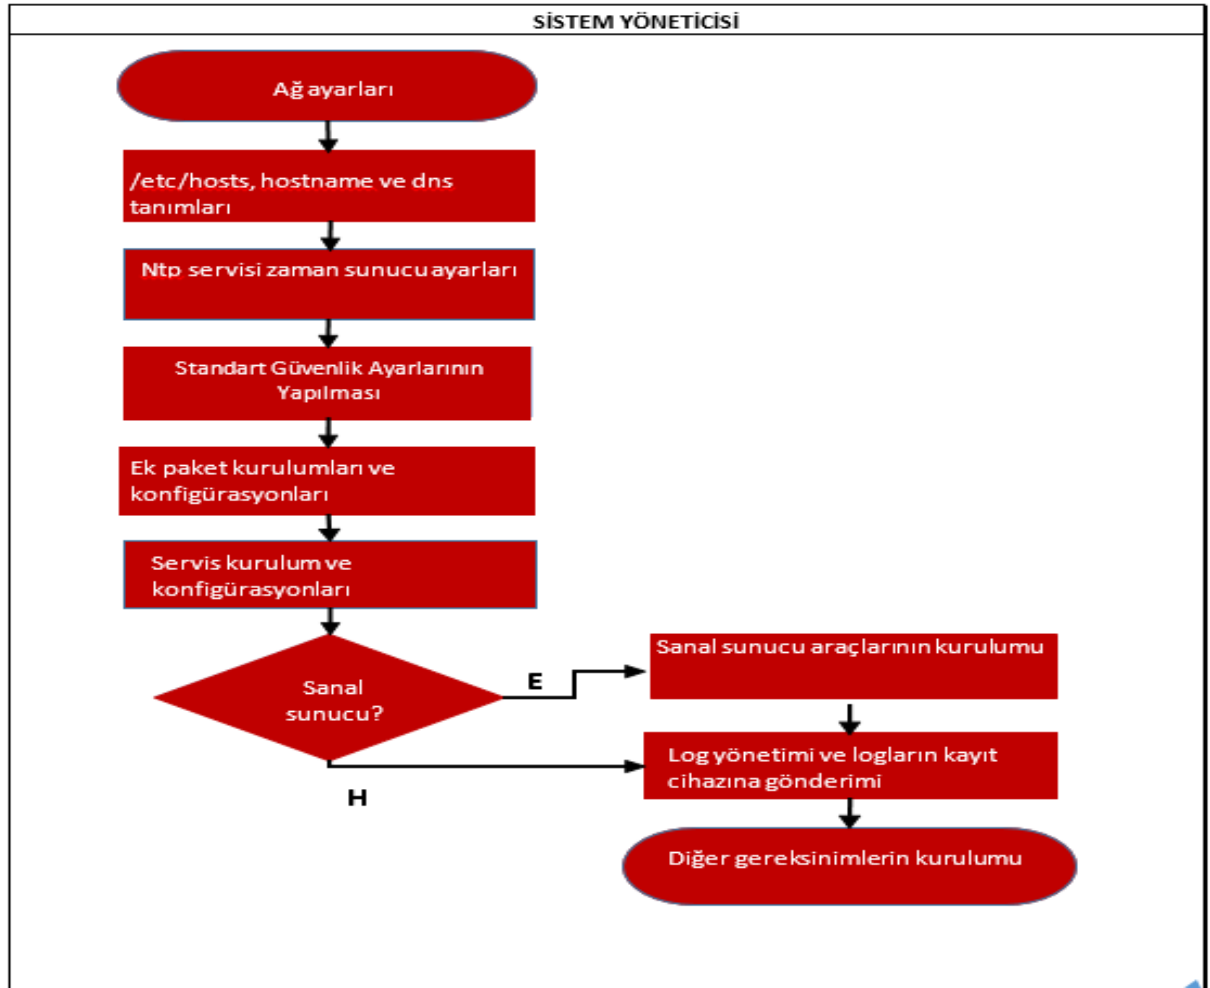 SİSTEM YÖNETİCİSİ
Ağ ayarları
/etc/hosts, hostname ve dns
tanımları
Ntp servisi zaman sunucu ayarları
Standart Güvenlik Ayarlarının
Yapılması
Ek paket kurulumları ve
konfigürasyonları
Servis kurulum ve
konfigürasyonları
Sanal
sunucu?
E
Sanal sunucu araçlarının kurulumu
H
Log yönetimi ve logların kayıt
cihazına gönderimi
Diğer gereksinimlerin kurulumu